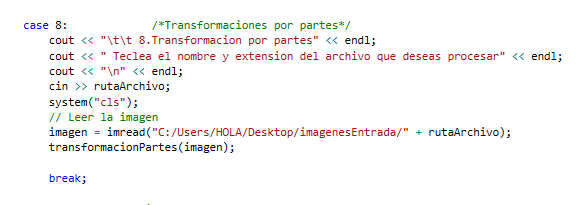 case 8:             /*Transformaciones por partes*/
    cout << "\t\t 8.Transformacion por partes" << endl;
    cout << " Teclea el nombre y extension del archivo que deseas procesar" << endl;
    cout << "\n" << endl;
    cin >> rutaArchivo;
    system("cls");
    // Leer la imagen
    imagen = imread("C:/Users/HOLA/Desktop/imagenesEntrada/" + rutaArchivo);
    transformacionPartes(imagen);
    break;